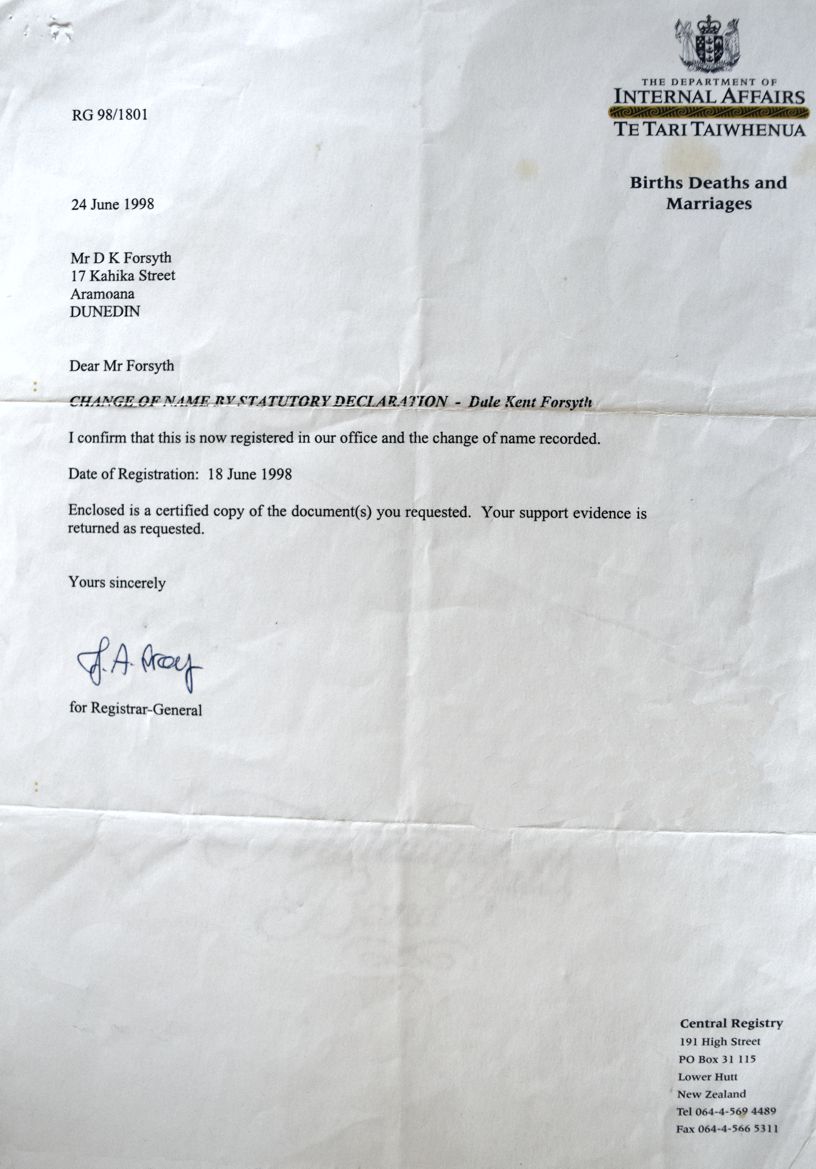 THE DEPARTMENT OF
INTERNAL AFFAIRS
TE TARI TAIWHENUA
Births Deaths and
Marriages
RG 98/1801
24 June 1998
Mr D K Forsyth
17 Kahika Street
Aramoana
DUNEDIN
Dear Mr Forsyth
CHANGE OF NAME BY STATUTORY DECLARATION - Dale Kent Forsyth
I confirm that this is now registered in our office and the change of name recorded.
Date of Registration: 18 June 1998
Enclosed is a certified copy of the document(s) you requested. Your support evidence is
returned as requested.
Yours sincerely
for Registrar-General
Central Registry
191 High Street
PO Box 31 115
Lower Hutt
New Zealand
Tel 064-4-569 4489
Fax 064-4-566 5311